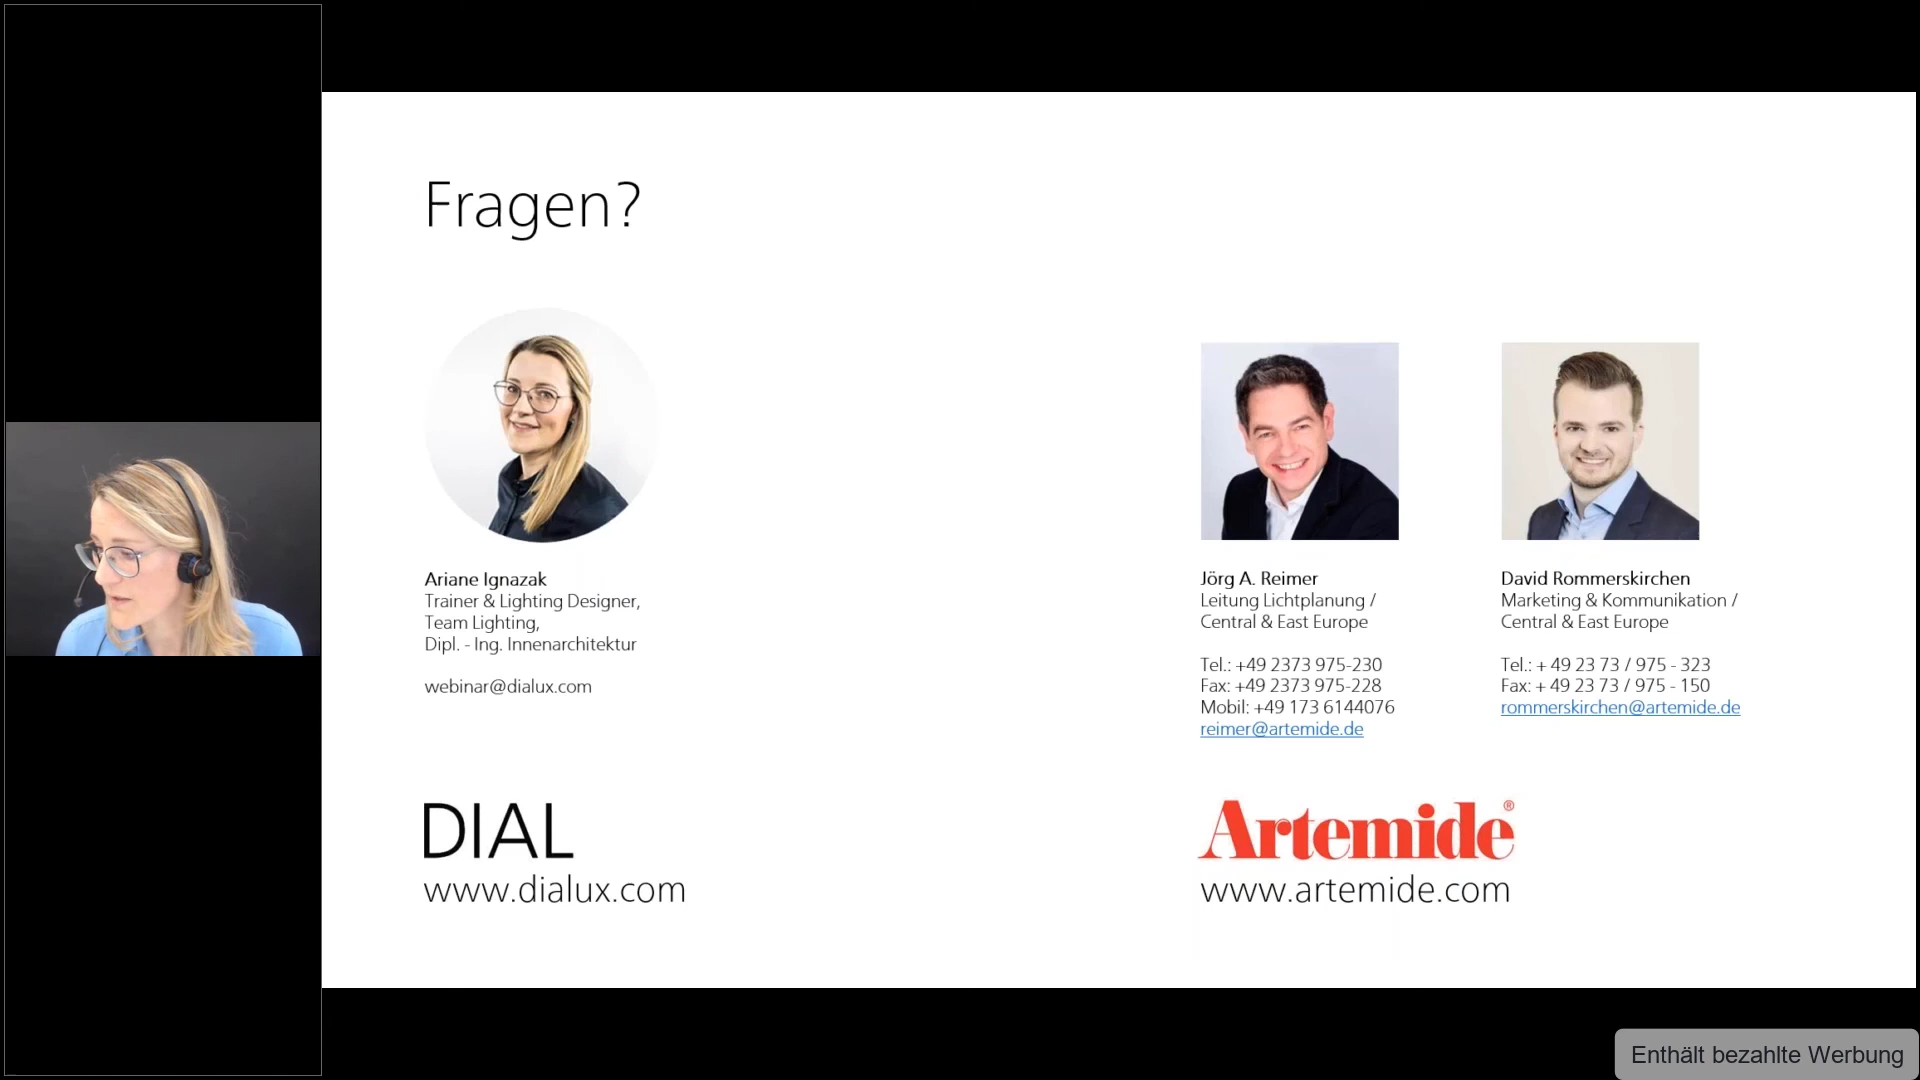 Fragen?
Ariane Ignazak
Trainer & Lighting Designer,
Team Lighting,
Dipl. - Ing. Innenarchitektur
webinar@dialux.com
Jörg A. Reimer
Leitung Lichtplanung /
Central & East Europe
Tel.: +49 2373 975-230
Fax: +49 2373 975-228
Mobil: +49 173 6144076
reimer@artemide.de
David Rommerskirchen
Marketing & Kommunikation /
Central & East Europe
Tel.: + 49 23 73 / 975 - 323
Fax: + 49 23 73 / 975 - 150
rommerskirchen@artemide.de
DIAL
www.dialux.com
Artemide®
www.artemide.com
Enthält bezahlte Werbung